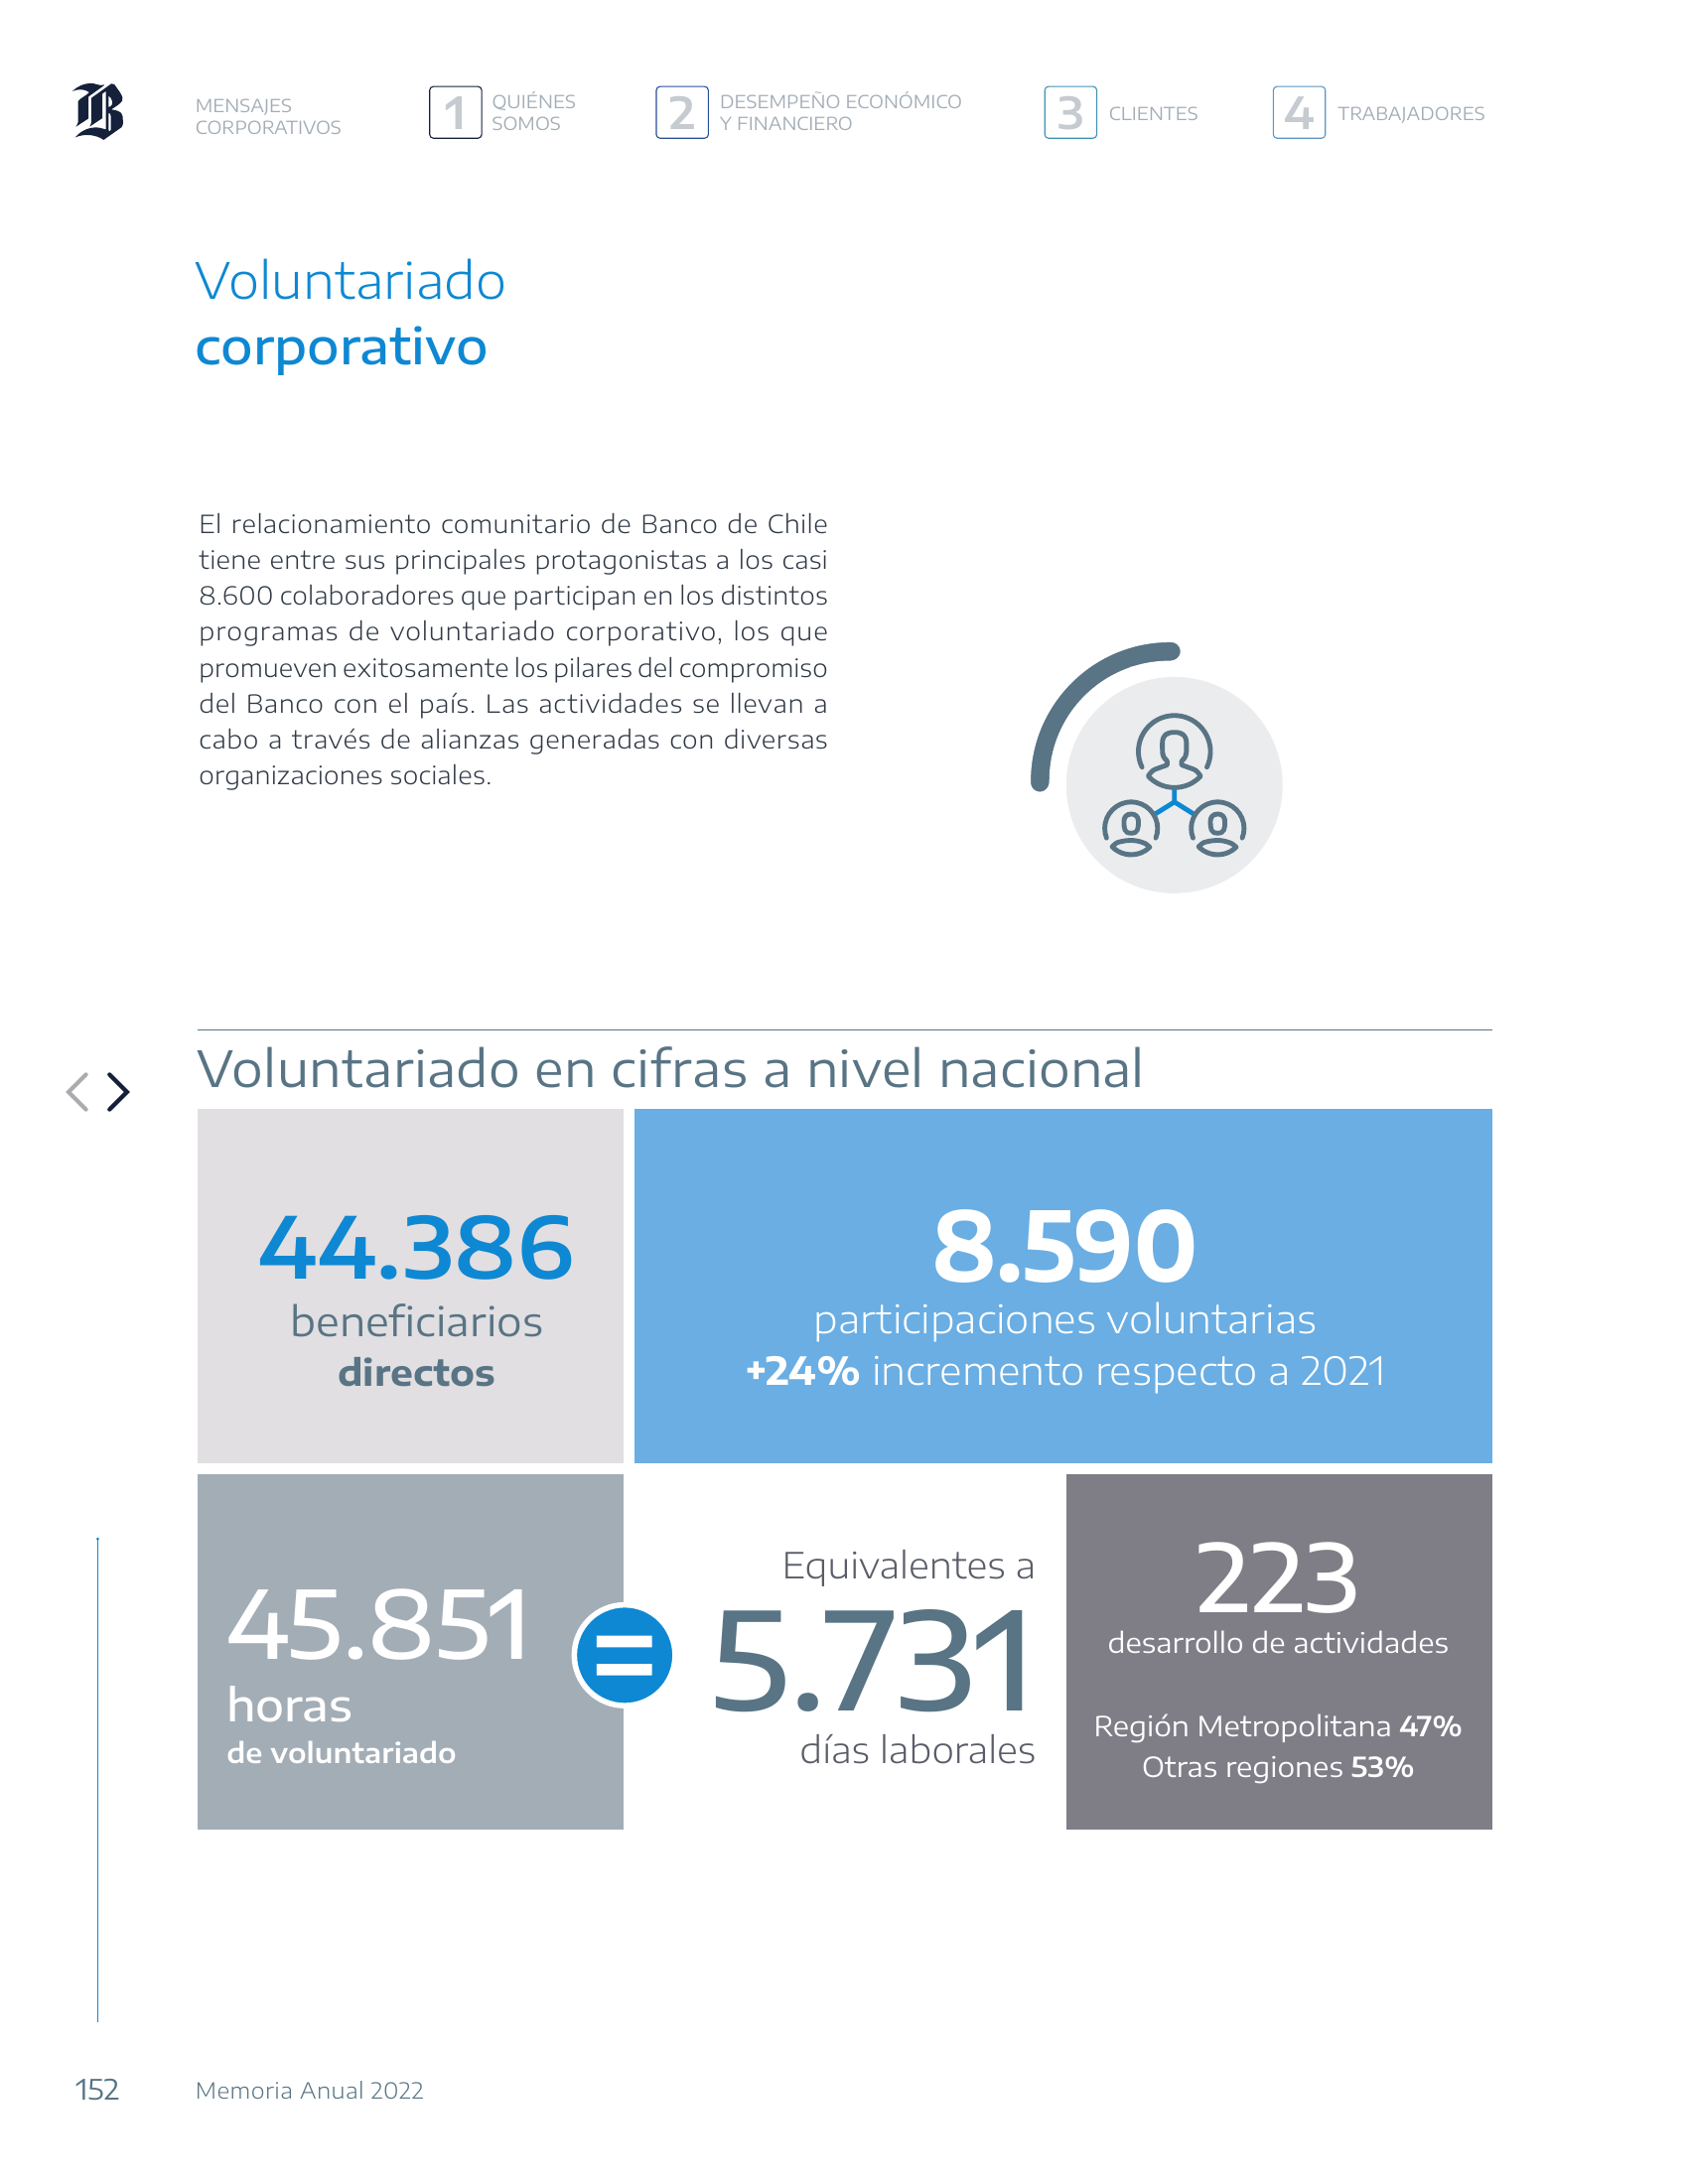 MENSAJES
CORPORATIVOS
1 QUIÉNES
SOMOS
2 DESEMPEÑO ECONÓMICO
Y FINANCIERO
3 CLIENTES
4 TRABAJADORES
Voluntariado
corporativo
El relacionamiento comunitario de Banco de Chile
tiene entre sus principales protagonistas a los casi
8.600 colaboradores que participan en los distintos
programas de voluntariado corporativo, los que
promueven exitosamente los pilares del compromiso
del Banco con el país. Las actividades se llevan a
cabo a través de alianzas generadas con diversas
organizaciones sociales.
Voluntariado en cifras a nivel nacional
44.386
beneficiarios
directos
8.590
participaciones voluntarias
+24% incremento respecto a 2021
45.851
horas
de voluntariado
=
Equivalentes a
5.731
días laborales
223
desarrollo de actividades
Región Metropolitana 47%
Otras regiones 53%
152 Memoria Anual 2022